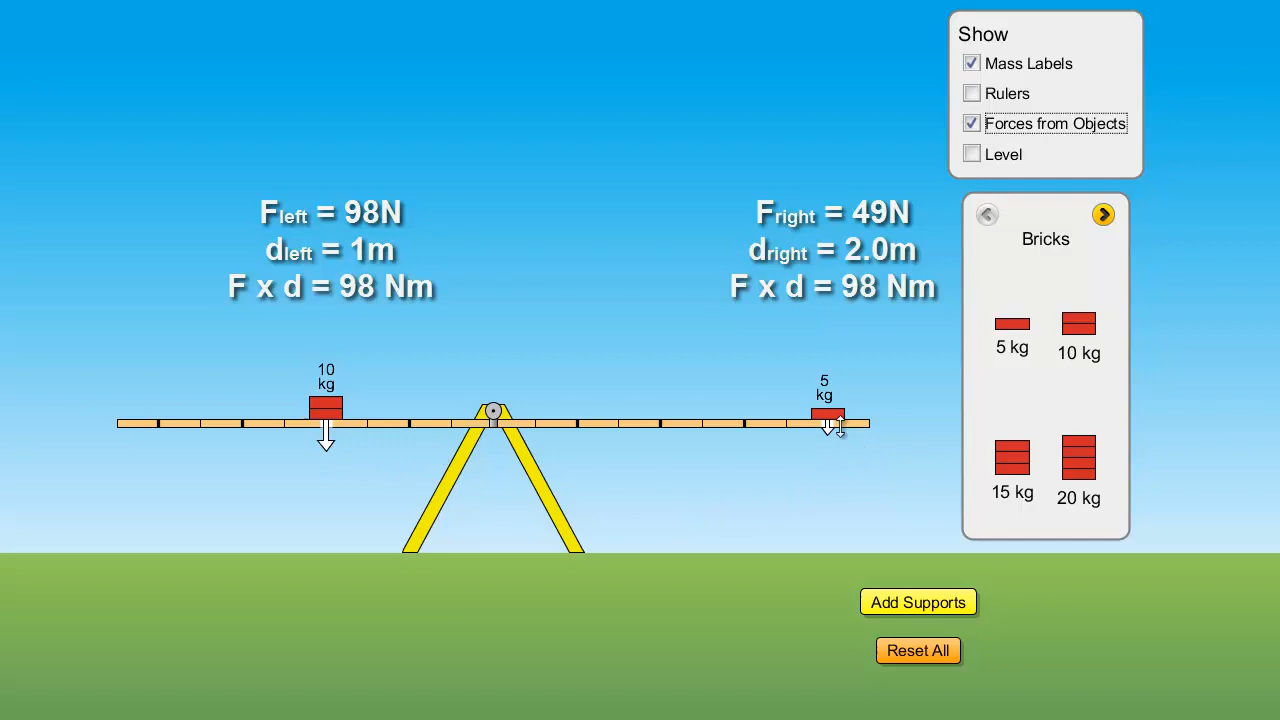 Show
Mass Labels
Rulers
Forces from Objects
Level
Fleft = 98N
dleft = 1m
F x d = 98 Nm
Fright = 49N
dright = 2.0m
F x d = 98 Nm
Bricks
5 kg
10 kg
15 kg
20 kg
10
kg
5
kg
Add Supports
Reset All